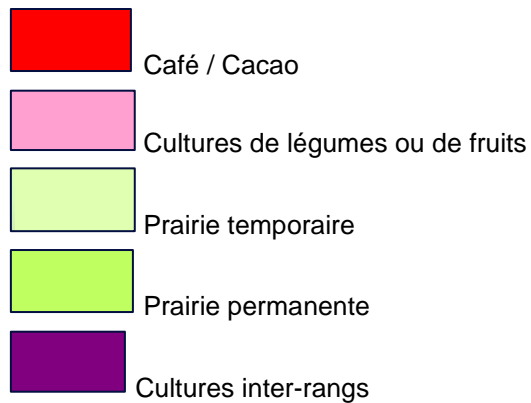 Café / Cacao
Cultures de légumes ou de fruits
Prairie temporaire
Prairie permanente
Cultures inter-rangs